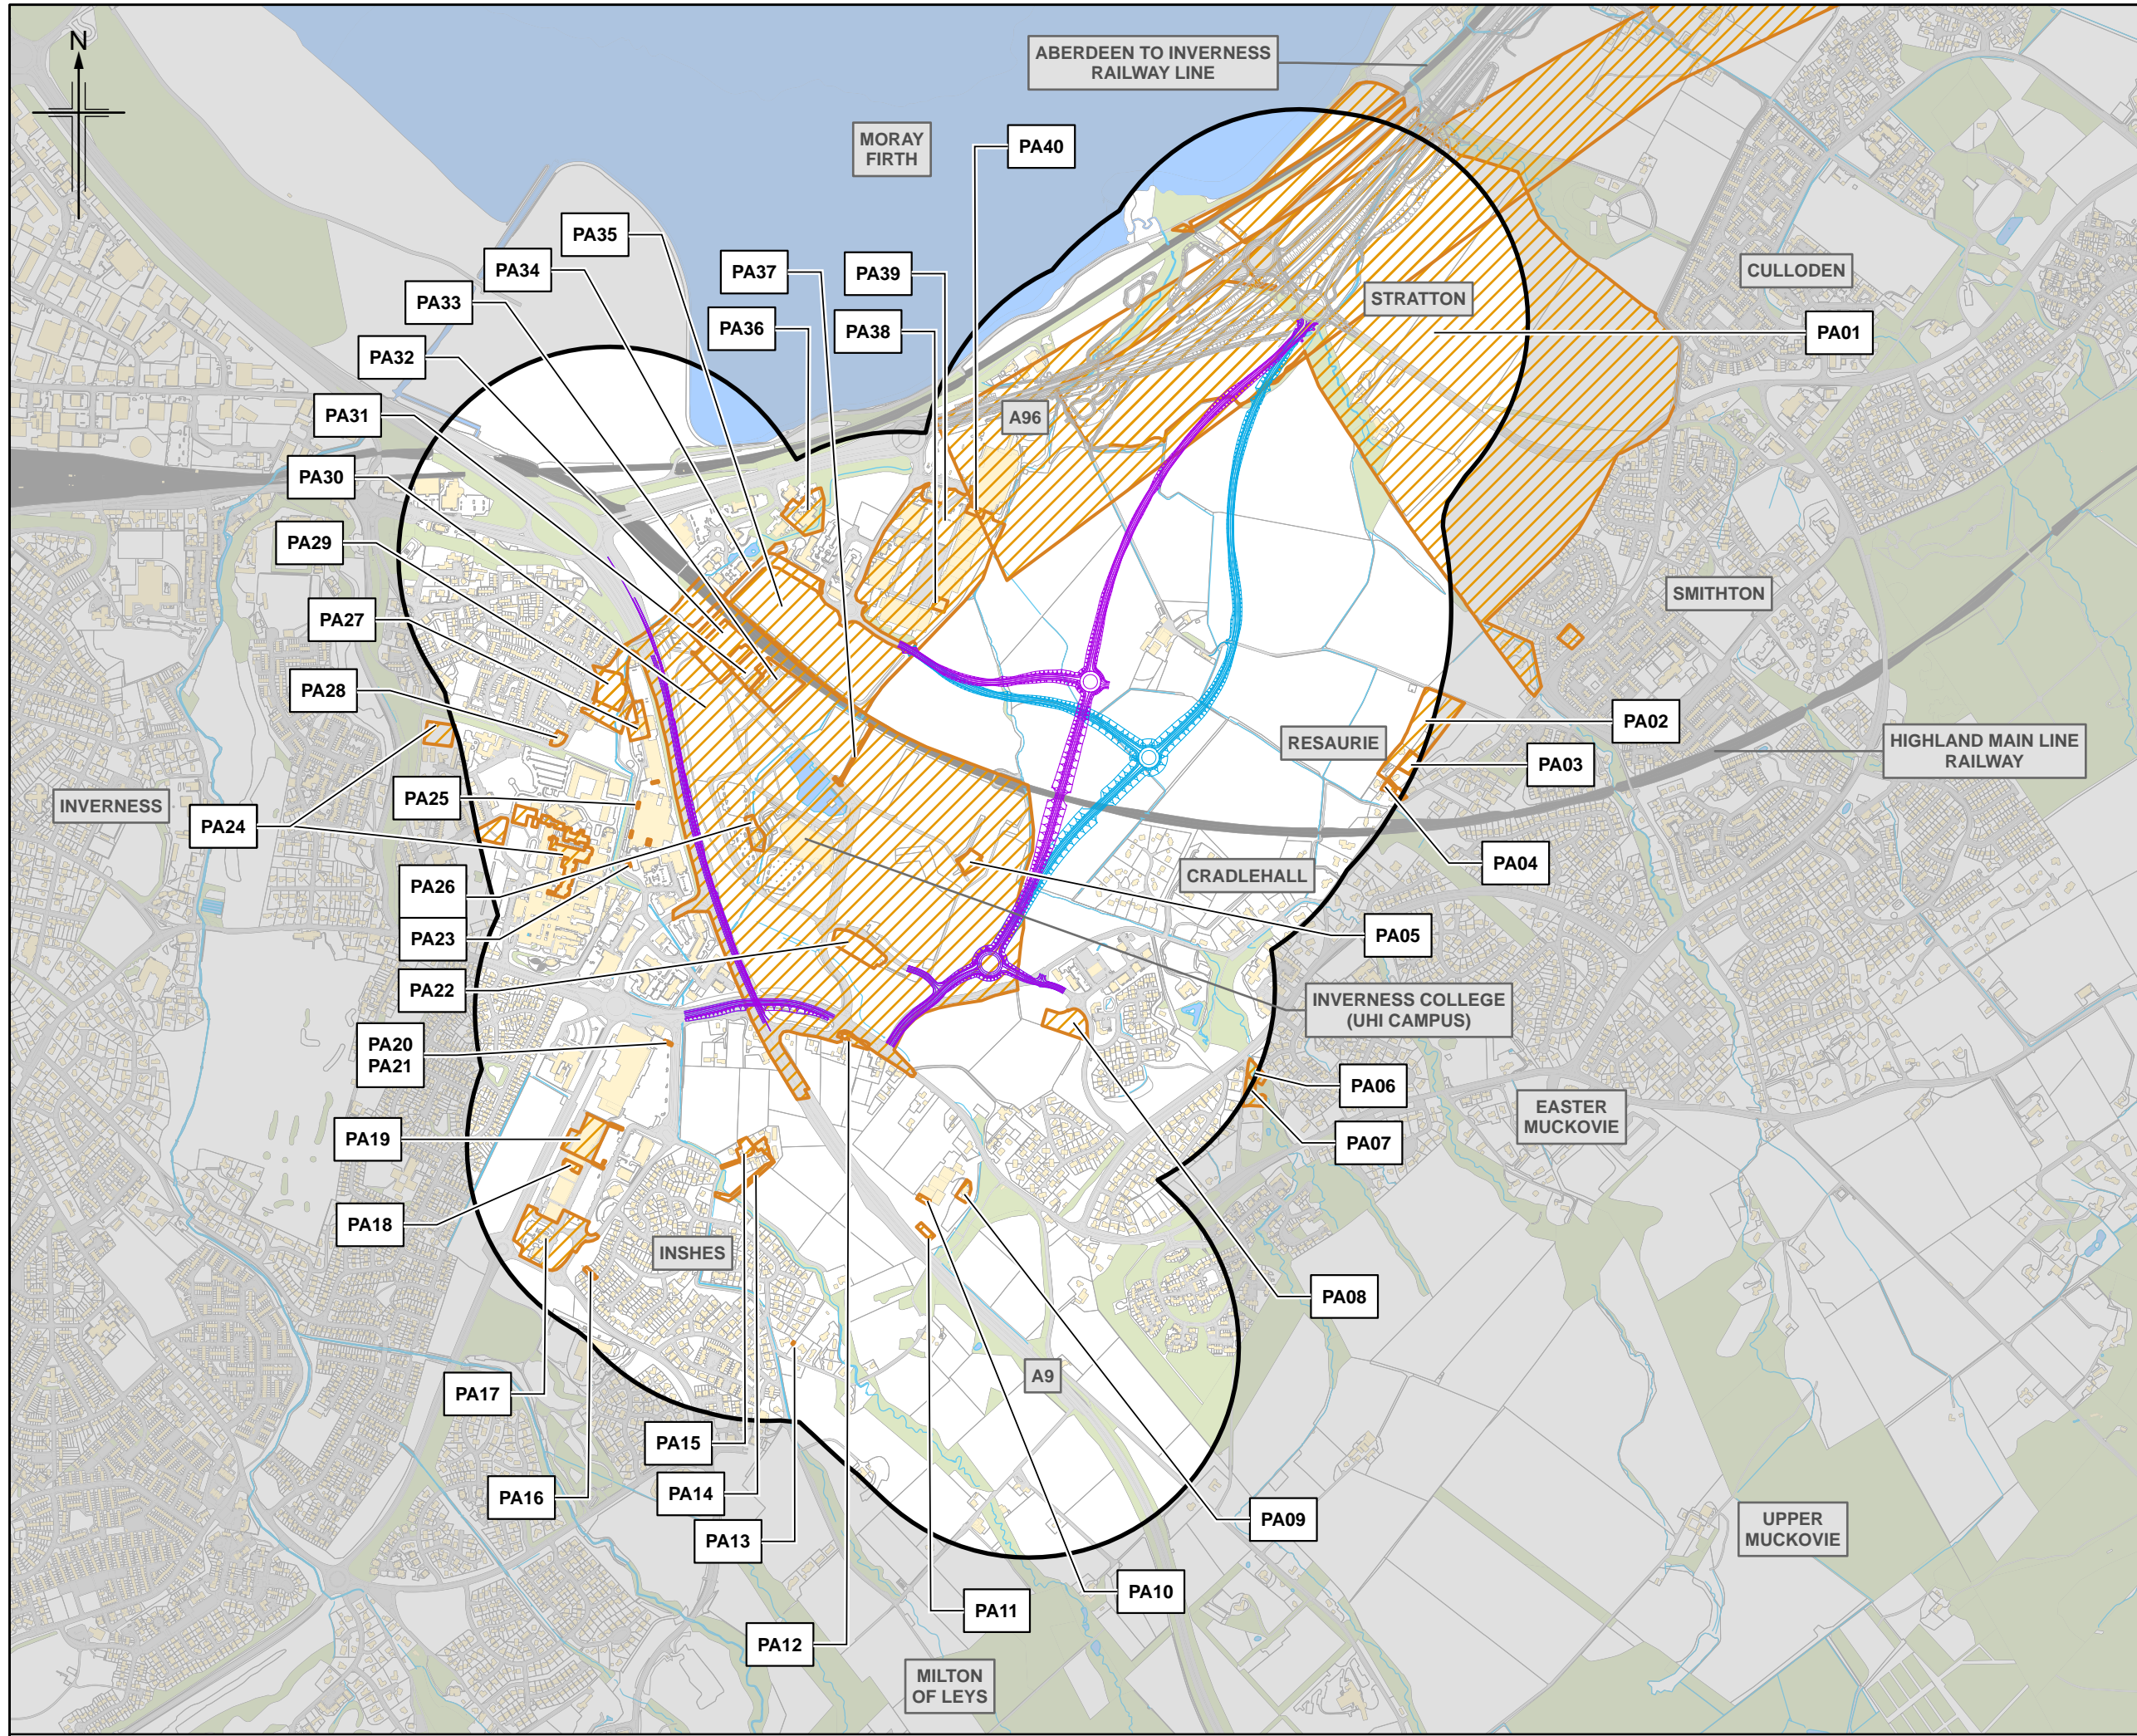 N
ABERDEEN TO INVERNESS
RAILWAY LINE
MORAY
FIRTH
PA40
PA35
PA34
PA37
PA39
CULLODEN
PA33
STRATTON
PA36
PA38
PA01
PA32
PA31
A96
PA30
PA29
SMITHTON
PA27
PA28
PA02
RESAURIE
HIGHLAND MAIN LINE
RAILWAY
PA03
PA25
INVERNESS
PA24
PA04
CRADLEHALL
PA26
PA23
PA05
PA22
INVERNESS COLLEGE
(UHI CAMPUS)
PA20
PA21
PA06
EASTER
MUCKOVIE
PA19
PA07
PA18
INSHES
PA08
A9
PA17
PA15
PA14
PA16
PA09
UPPER
MUCKOVIE
PA13
PA10
PA11
PA12
MILTON
OF LEYS